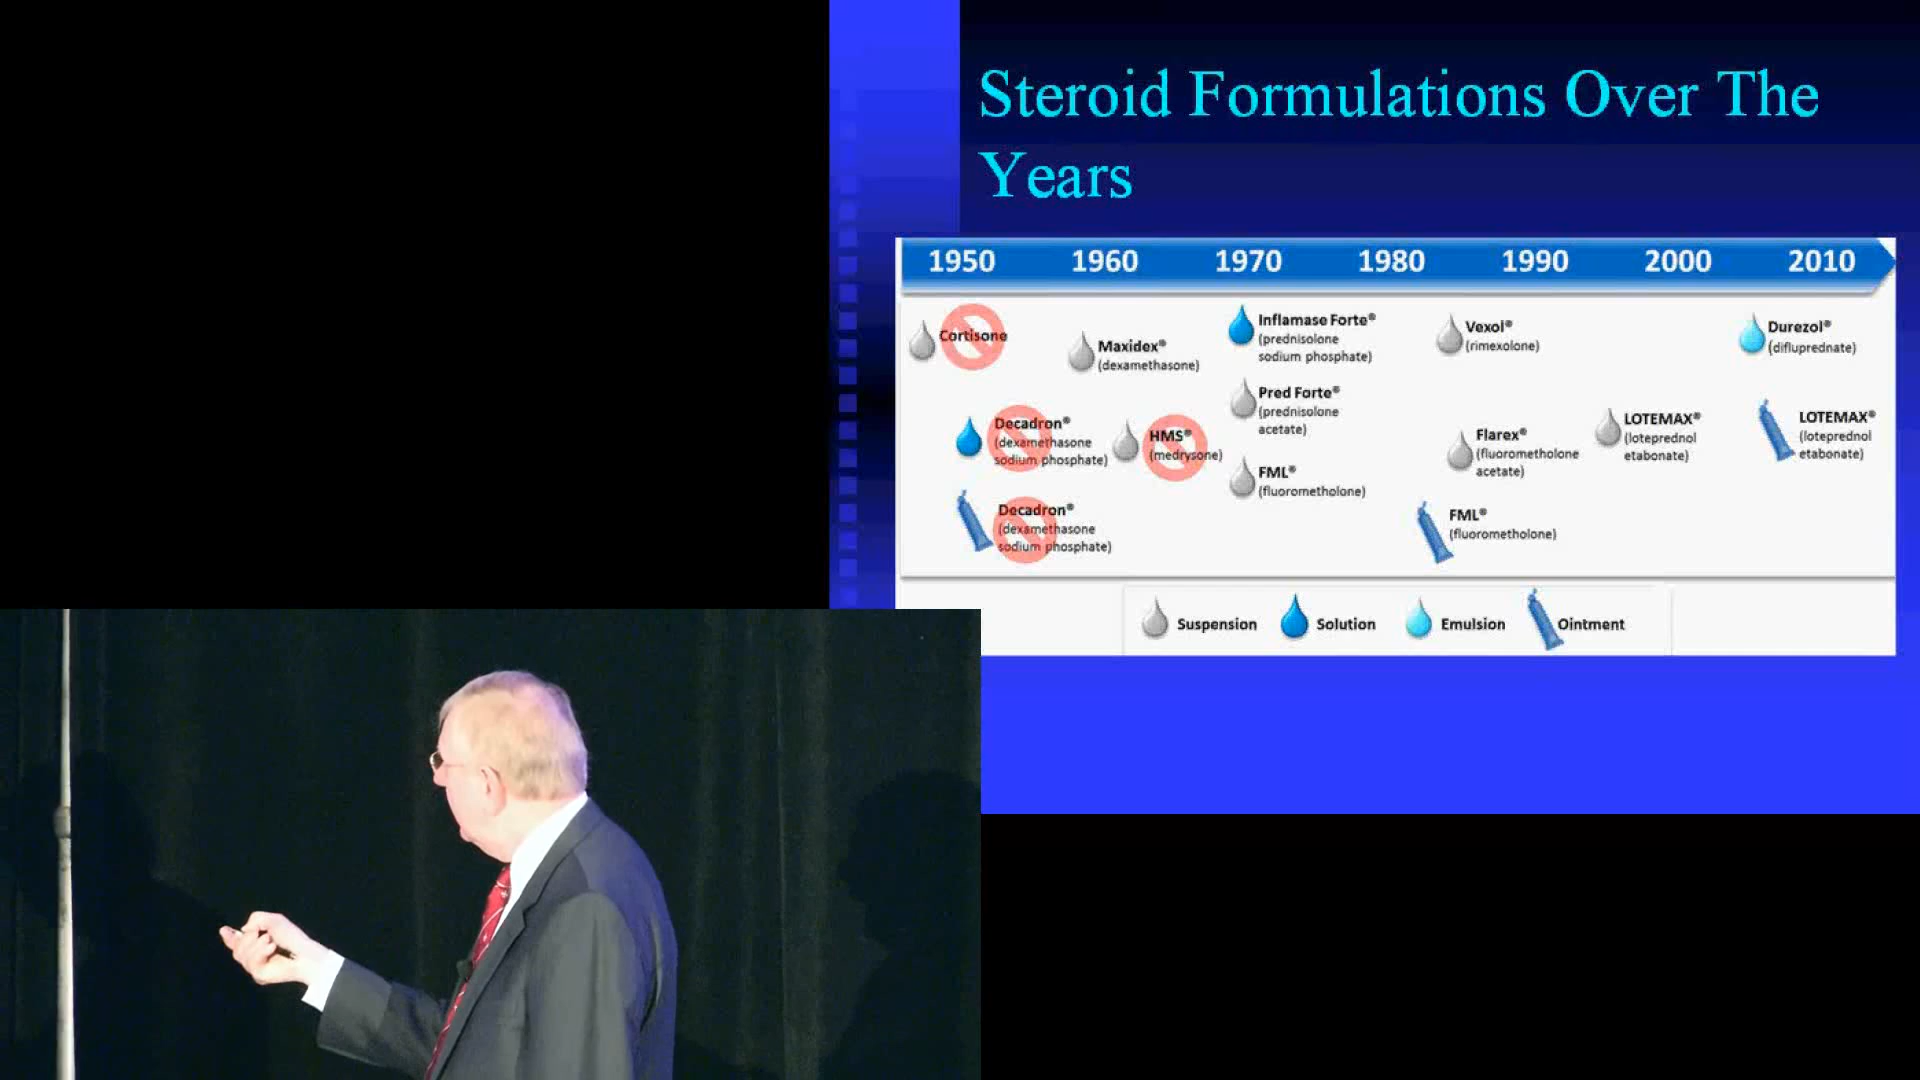 Steroid Formulations Over The
Years
1950 1960 1970 1980 1990 2000 2010
Cortisone
Decadron®
(dexamethasone
sodium phosphate)
Decadron®
(dexamethasone
sodium phosphate)
Maxidex®
(dexamethasone)
HMS®
(medrysone)
Inflamase Forte®
(prednisolone
sodium phosphate)
Pred Forte®
(prednisolone
acetate)
FML®
(fluorometholone)
Vexol®
(rimexolone)
Flarex®
(fluorometholone
acetate)
FML®
(fluorometholone)
LOTEMAX®
(loteprednol
etabonate)
Durezol®
(difluprednate)
LOTEMAX®
(loteprednol
etabonate)
Suspension Solution Emulsion Ointment